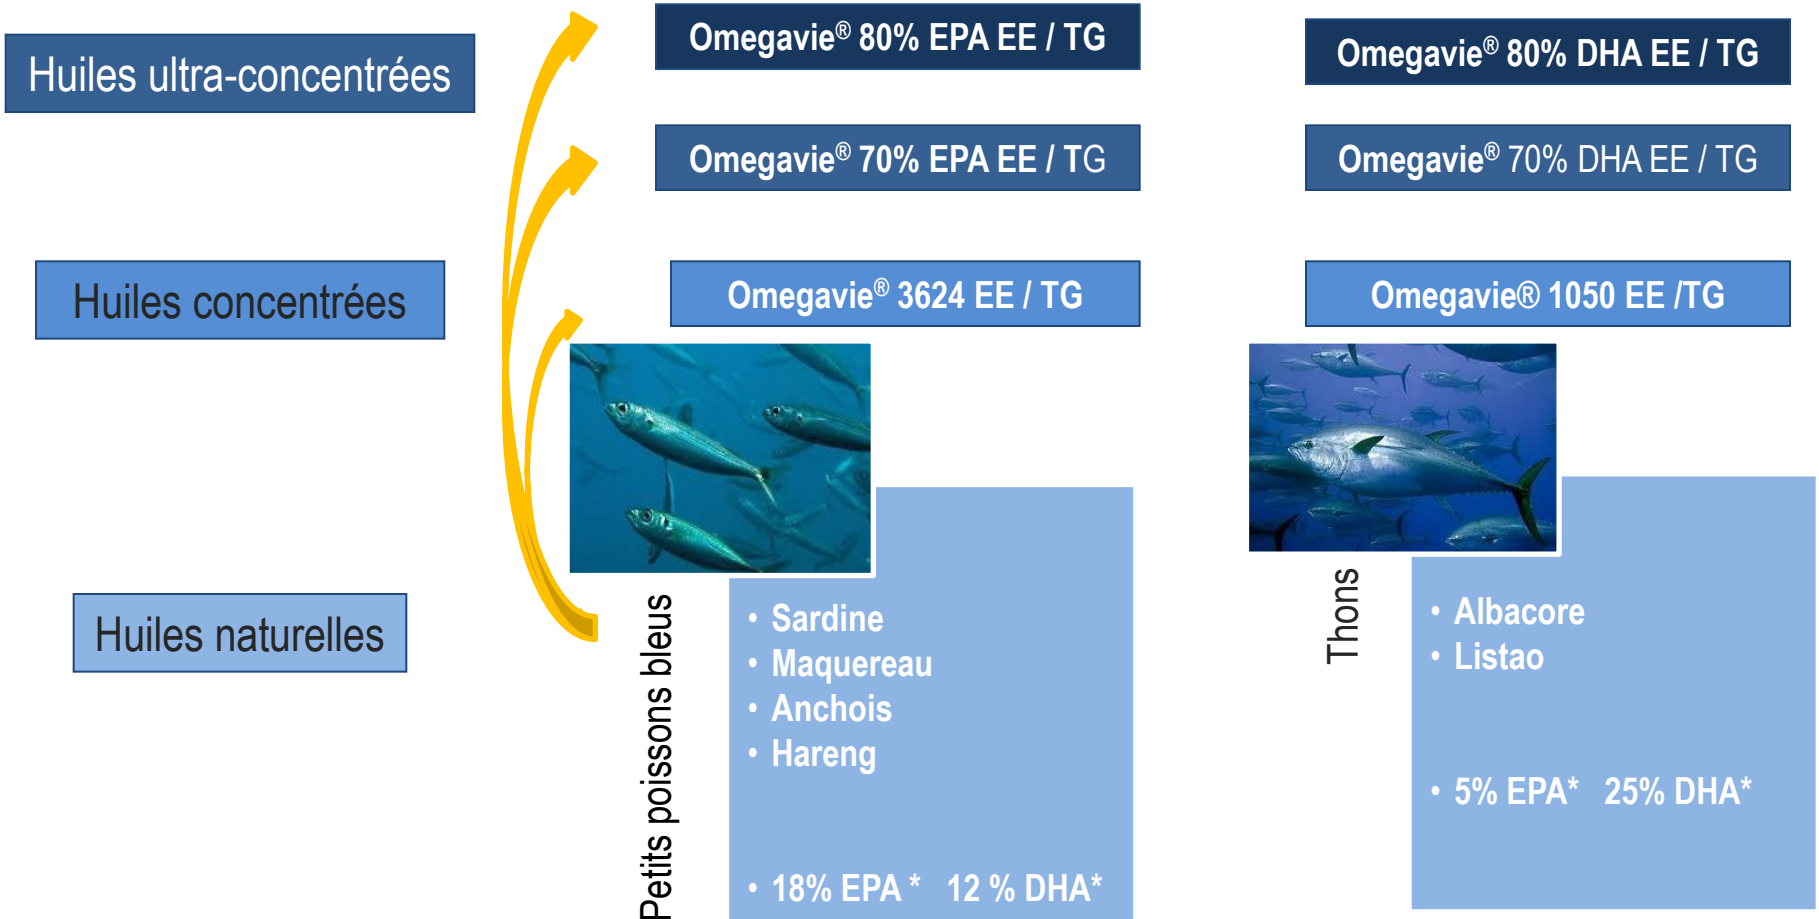 Huiles ultra-concentrées
Omegavie® 80% EPA EE / TG
Omegavie® 80% DHA EE / TG
Omegavie® 70% EPA EE / TG
Omegavie® 70% DHA EE / TG
Huiles concentrées
Omegavie® 3624 EE / TG
Omegavie® 1050 EE /TG
Huiles naturelles
Petits poissons bleus
• Sardine
• Maquereau
• Anchois
• Hareng
• 18% EPA * 12 % DHA*
Thons
• Albacore
• Listao
• 5% EPA* 25% DHA*